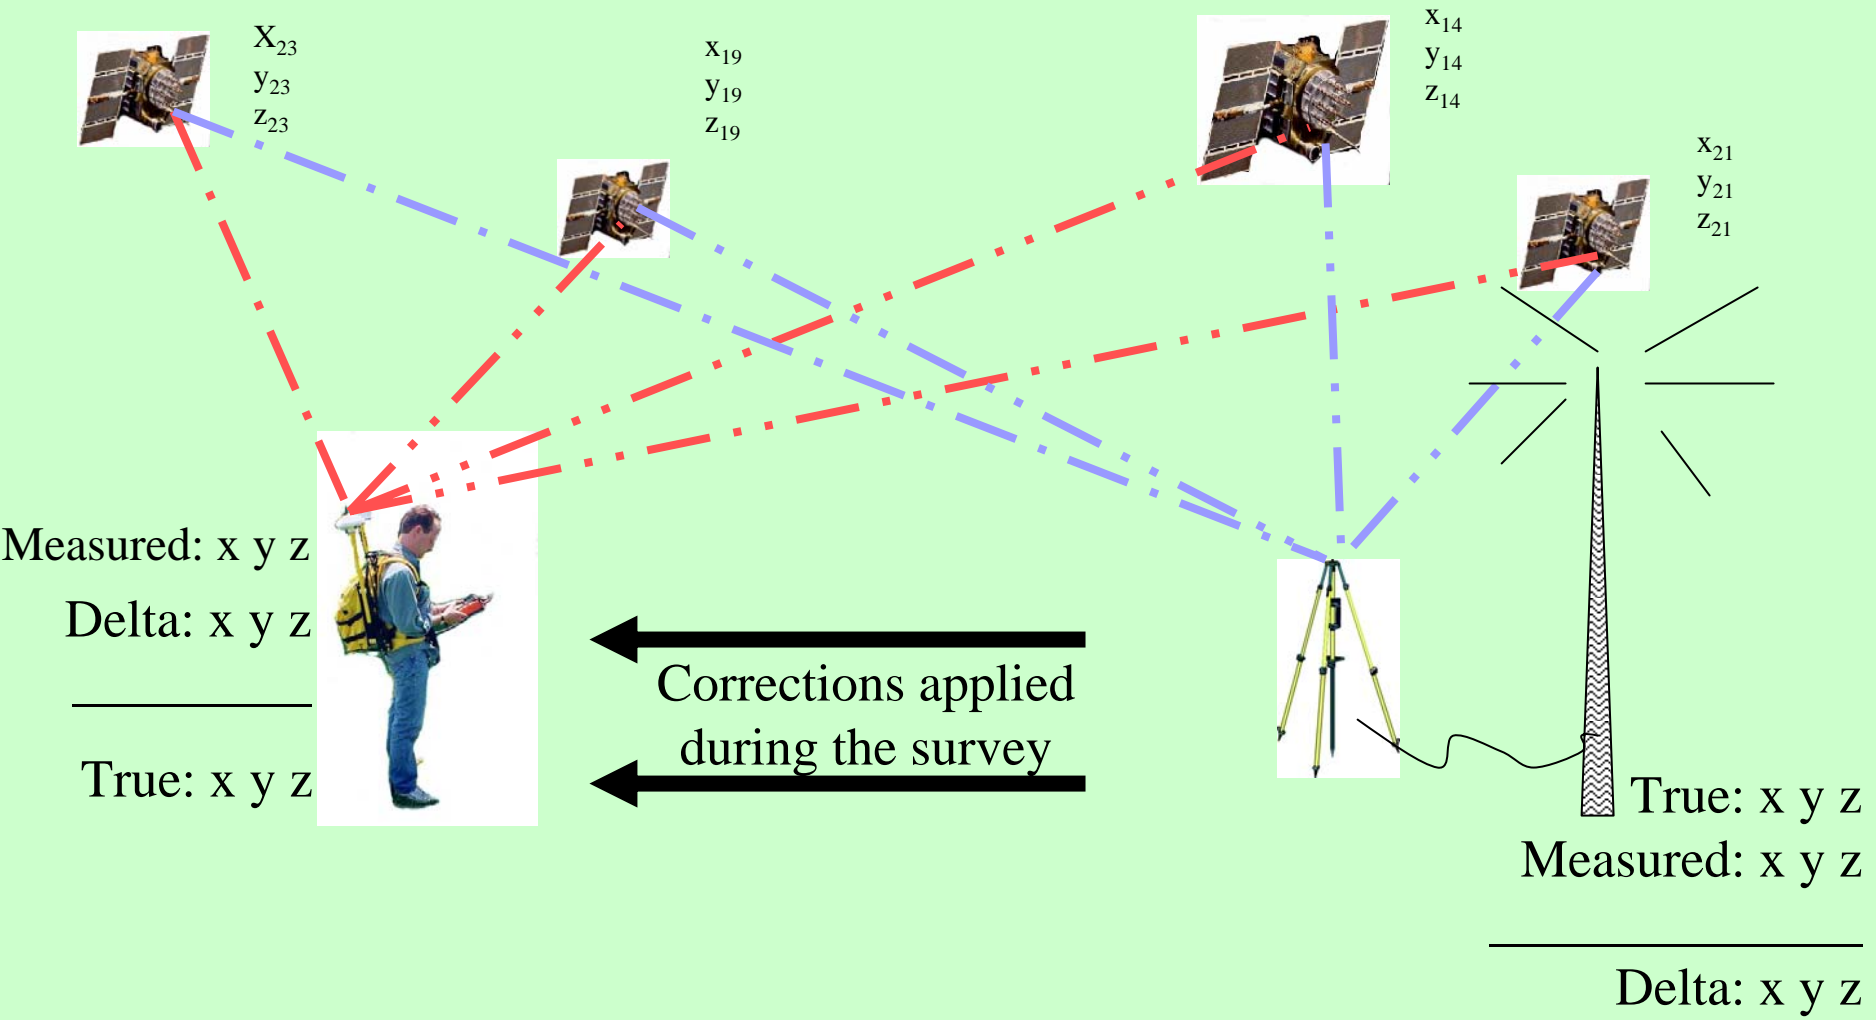 X₂₃
y₂₃
z₂₃
x₁₉
y₁₉
z₁₉
x₁₄
y₁₄
z₁₄
x₂₁
y₂₁
z₂₁
Measured: x y z
Delta: x y z
True: x y z
Corrections applied
during the survey
True: x y z
Measured: x y z
Delta: x y z